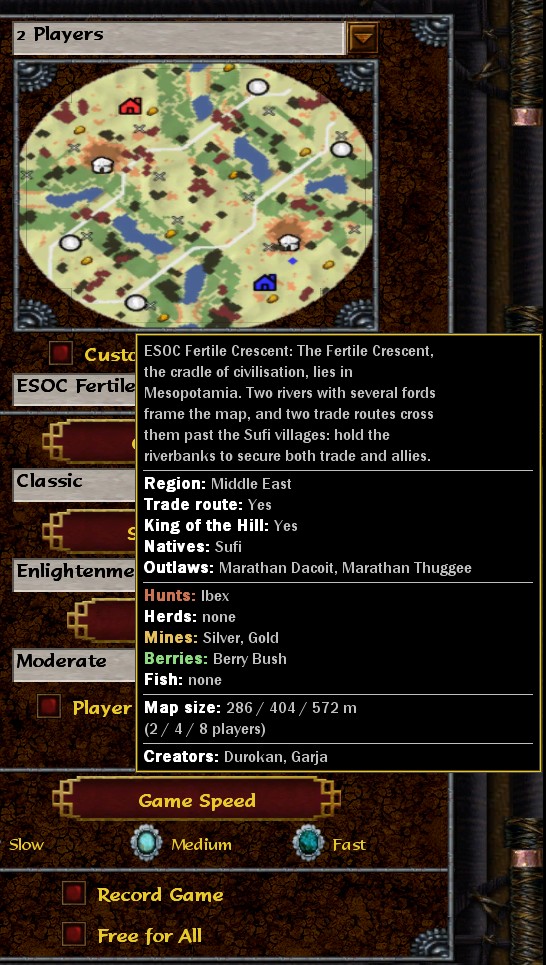 2 Players
Custo
ESOC Fertile
ESOC Fertile Crescent: The Fertile Crescent,
the cradle of civilisation, lies in
Mesopotamia. Two rivers with several fords
frame the map, and two trade routes cross
them past the Sufi villages: hold the
riverbanks to secure both trade and allies.
Classic
Region: Middle East
Trade route: Yes
King of the Hill: Yes
Natives: Sufi
Outlaws: Marathan Dacoit, Marathan Thuggee
Enlightenme
Hunts: Ibex
Herds: none
Mines: Silver, Gold
Berries: Berry Bush
Fish: none
Moderate
Player
Map size: 286 / 404 / 572 m
(2 / 4 / 8 players)
Creators: Durokan, Garja
Game Speed
Slow
Medium
Fast
Record Game
Free for All